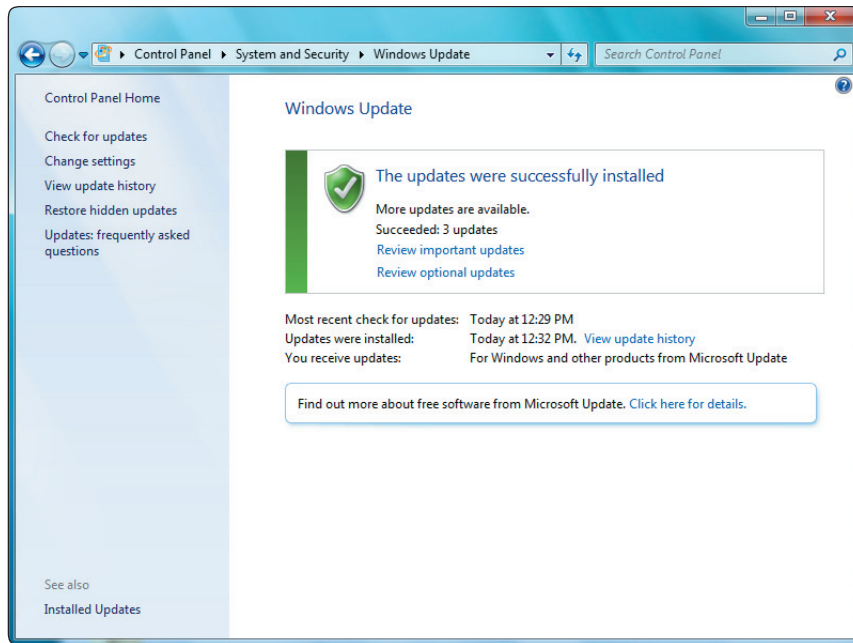 Control Panel System and Security Windows Update Search Control Panel
Control Panel Home
Check for updates
Change settings
View update history
Restore hidden updates
Updates: frequently asked
questions
See also
Installed Updates
Windows Update
The updates were successfully installed
More updates are available.
Succeeded: 3 updates
Review important updates
Review optional updates
Most recent check for updates: Today at 12:29 PM
Updates were installed: Today at 12:32 PM. View update history
You receive updates: For Windows and other products from Microsoft Update
Find out more about free software from Microsoft Update. Click here for details.